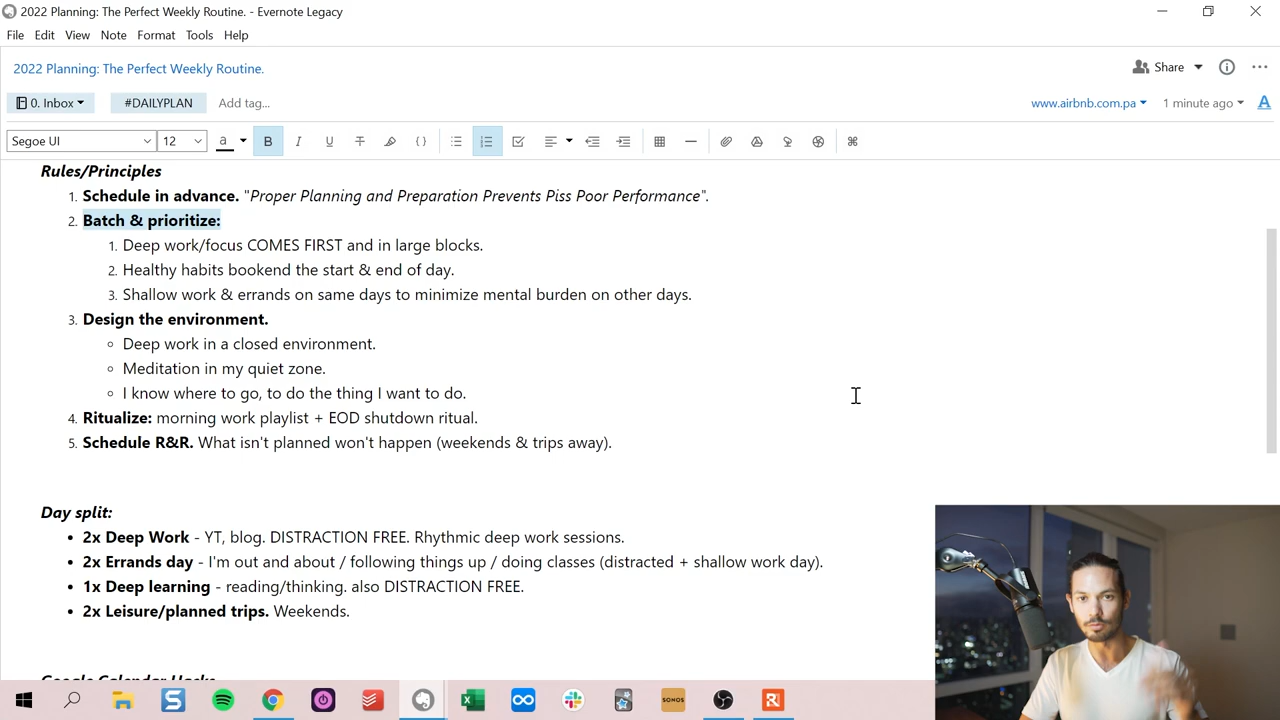 2022 Planning: The Perfect Weekly Routine. - Evernote Legacy
File Edit View Note Format Tools Help
2022 Planning: The Perfect Weekly Routine.
Share
0. Inbox #DAILYPLAN Add tag... www.airbnb.com.pa 1 minute ago A
Segoe UI 12 a B I U T { }
Rules/Principles
1. Schedule in advance. "Proper Planning and Preparation Prevents Piss Poor Performance".
2. Batch & prioritize:
1. Deep work/focus COMES FIRST and in large blocks.
2. Healthy habits bookend the start & end of day.
3. Shallow work & errands on same days to minimize mental burden on other days.
3. Design the environment.
Deep work in a closed environment.
Meditation in my quiet zone.
I know where to go, to do the thing I want to do.
4. Ritualize: morning work playlist + EOD shutdown ritual.
5. Schedule R&R. What isn't planned won't happen (weekends & trips away).
Day split:
2x Deep Work - YT, blog. DISTRACTION FREE. Rhythmic deep work sessions.
2x Errands day - I'm out and about / following things up / doing classes (distracted + shallow work day).
1x Deep learning - reading/thinking. also DISTRACTION FREE.
2x Leisure/planned trips. Weekends.
Google Calendar Hacks
SONOS